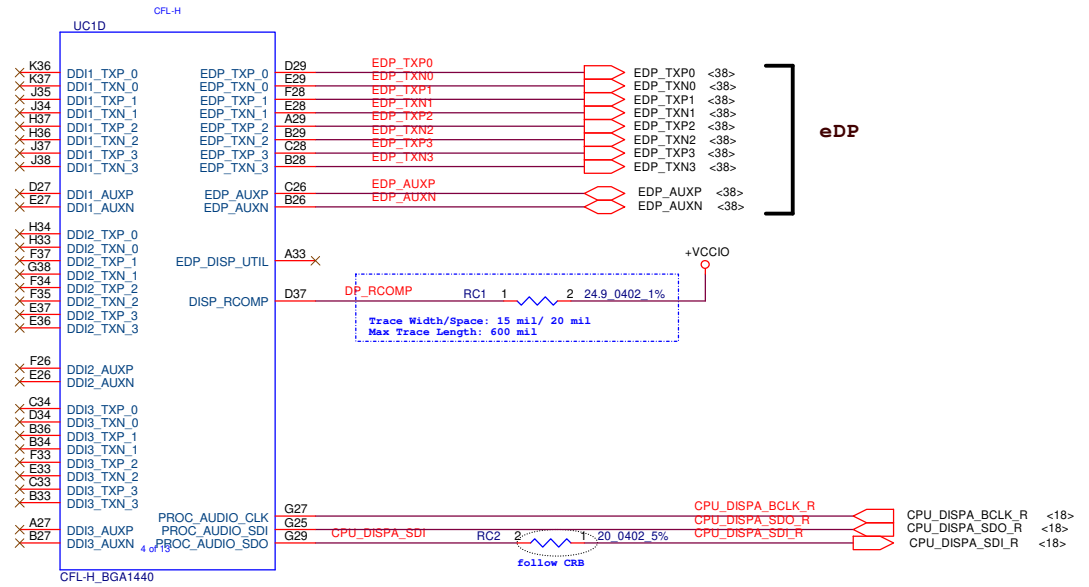 CFL-H
UC1D
K36 DDI1_TXP_0 EDP_TXP_0 D29 EDP_TXP0 EDP_TXP0 <38>
K37 DDI1_TXN_0 EDP_TXN_0 E29 EDP_TXN0 EDP_TXN0 <38>
J35 DDI1_TXP_1 EDP_TXP_1 F28 EDP_TXP1 EDP_TXP1 <38>
J34 DDI1_TXN_1 EDP_TXN_1 E28 EDP_TXN1 EDP_TXN1 <38>
H37 DDI1_TXP_2 EDP_TXP_2 A29 EDP_TXP2 EDP_TXP2 <38>
H36 DDI1_TXN_2 EDP_TXN_2 B29 EDP_TXN2 EDP_TXN2 <38>
J37 DDI1_TXP_3 EDP_TXP_3 C28 EDP_TXP3 EDP_TXP3 <38>
J38 DDI1_TXN_3 EDP_TXN_3 B28 EDP_TXN3 EDP_TXN3 <38>
eDP
D27 DDI1_AUXP EDP_AUXP C26 EDP_AUXP EDP_AUXP <38>
E27 DDI1_AUXN EDP_AUXN B26 EDP_AUXN EDP_AUXN <38>
H34 DDI2_TXP_0
H33 DDI2_TXN_0
F37 DDI2_TXP_1 EDP_DISP_UTIL A33
+VCCIO
G38 DDI2_TXN_1
F34 DDI2_TXP_2
F35 DDI2_TXN_2 DISP_RCOMP D37 DP_RCOMP RC1 1 2 24.9_0402_1%
E37 DDI2_TXP_3
E36 DDI2_TXN_3
Trace Width/Space: 15 mil/ 20 mil
Max Trace Length: 600 mil
F26 DDI2_AUXP
E26 DDI2_AUXN
C34 DDI3_TXP_0
D34 DDI3_TXN_0
B36 DDI3_TXP_1
B34 DDI3_TXN_1
F33 DDI3_TXP_2
E33 DDI3_TXN_2
C33 DDI3_TXP_3
B33 DDI3_TXN_3
PROC_AUDIO_CLK G27 CPU_DISPA_BCLK_R CPU_DISPA_BCLK_R <18>
A27 DDI3_AUXP PROC_AUDIO_SDI G25 CPU_DISPA_SDO_R CPU_DISPA_SDO_R <18>
B27 DDI3_AUXN PROC_AUDIO_SDO G29 CPU_DISPA_SDI RC2 2 1 20_0402_5% CPU_DISPA_SDI_R CPU_DISPA_SDI_R <18>
4 of 13
follow CRB
CFL-H_BGA1440